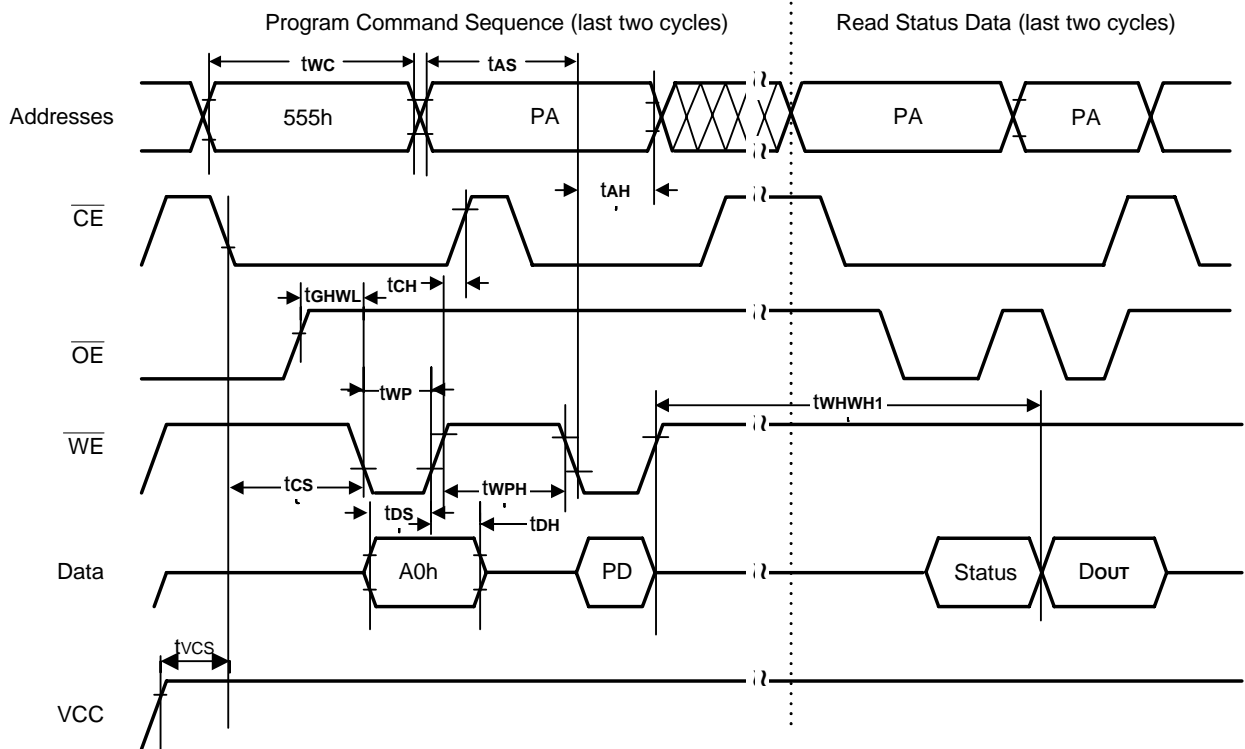 Program Command Sequence (last two cycles) Read Status Data (last two cycles)
tWC tAS
Addresses 555h PA PA PA
tAH
CE
tCH
tGHWL
OE
tWP
tWHWH1
WE
tCS tWPH
tDS tDH
Data A0h PD Status DOUT
tVCS
VCC